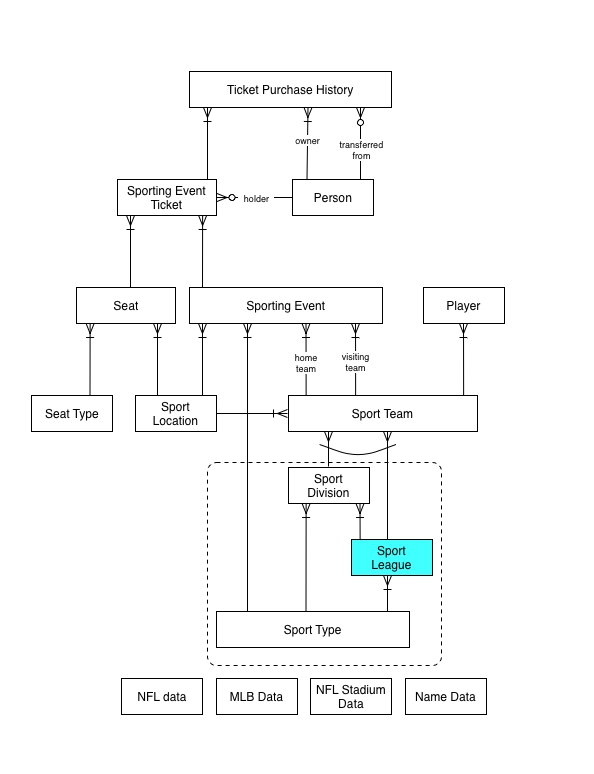 Ticket Purchase History
owner
transferred
from
Sporting Event
Ticket
holder
Person
Seat
Sporting Event
Player
home
team
visiting
team
Seat Type
Sport
Location
Sport Team
Sport
Division
Sport
League
Sport Type
NFL data
MLB Data
NFL Stadium
Data
Name Data